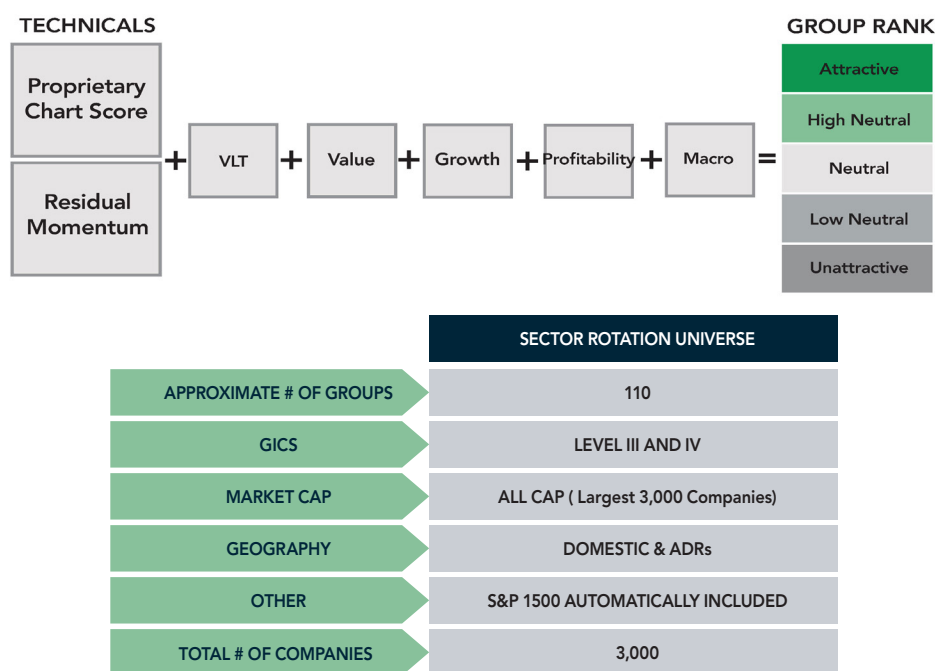 TECHNICALS
Proprietary
Chart Score
Residual
Momentum
+
VLT
+
Value
+
Growth
+
Profitability
+
Macro
=
GROUP RANK
Attractive
High Neutral
Neutral
Low Neutral
Unattractive
SECTOR ROTATION UNIVERSE
APPROXIMATE # OF GROUPS
110
GICS
LEVEL III AND IV
MARKET CAP
ALL CAP ( Largest 3,000 Companies)
GEOGRAPHY
DOMESTIC & ADRs
OTHER
S&P 1500 AUTOMATICALLY INCLUDED
TOTAL # OF COMPANIES
3,000